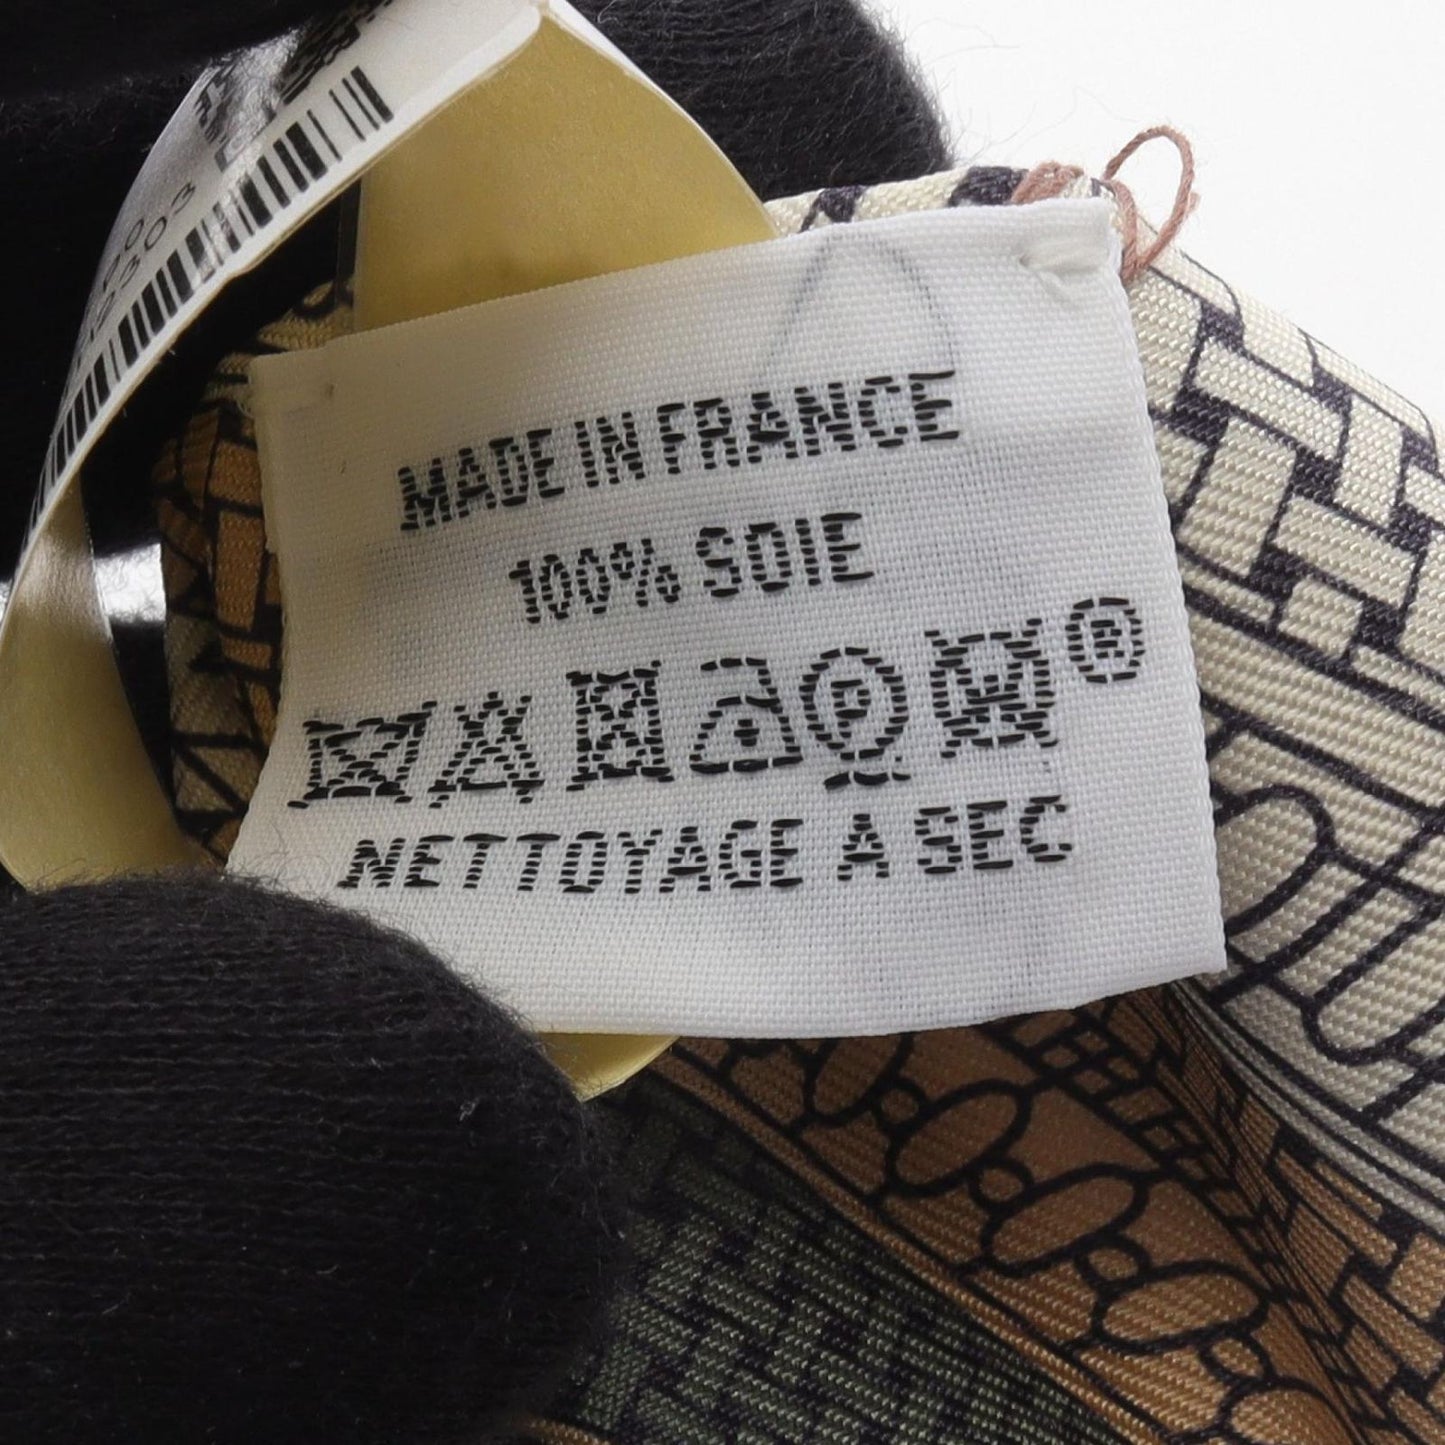 MADE IN FRANCE
100% SOIE
P ®
NETTOYAGE A SEC